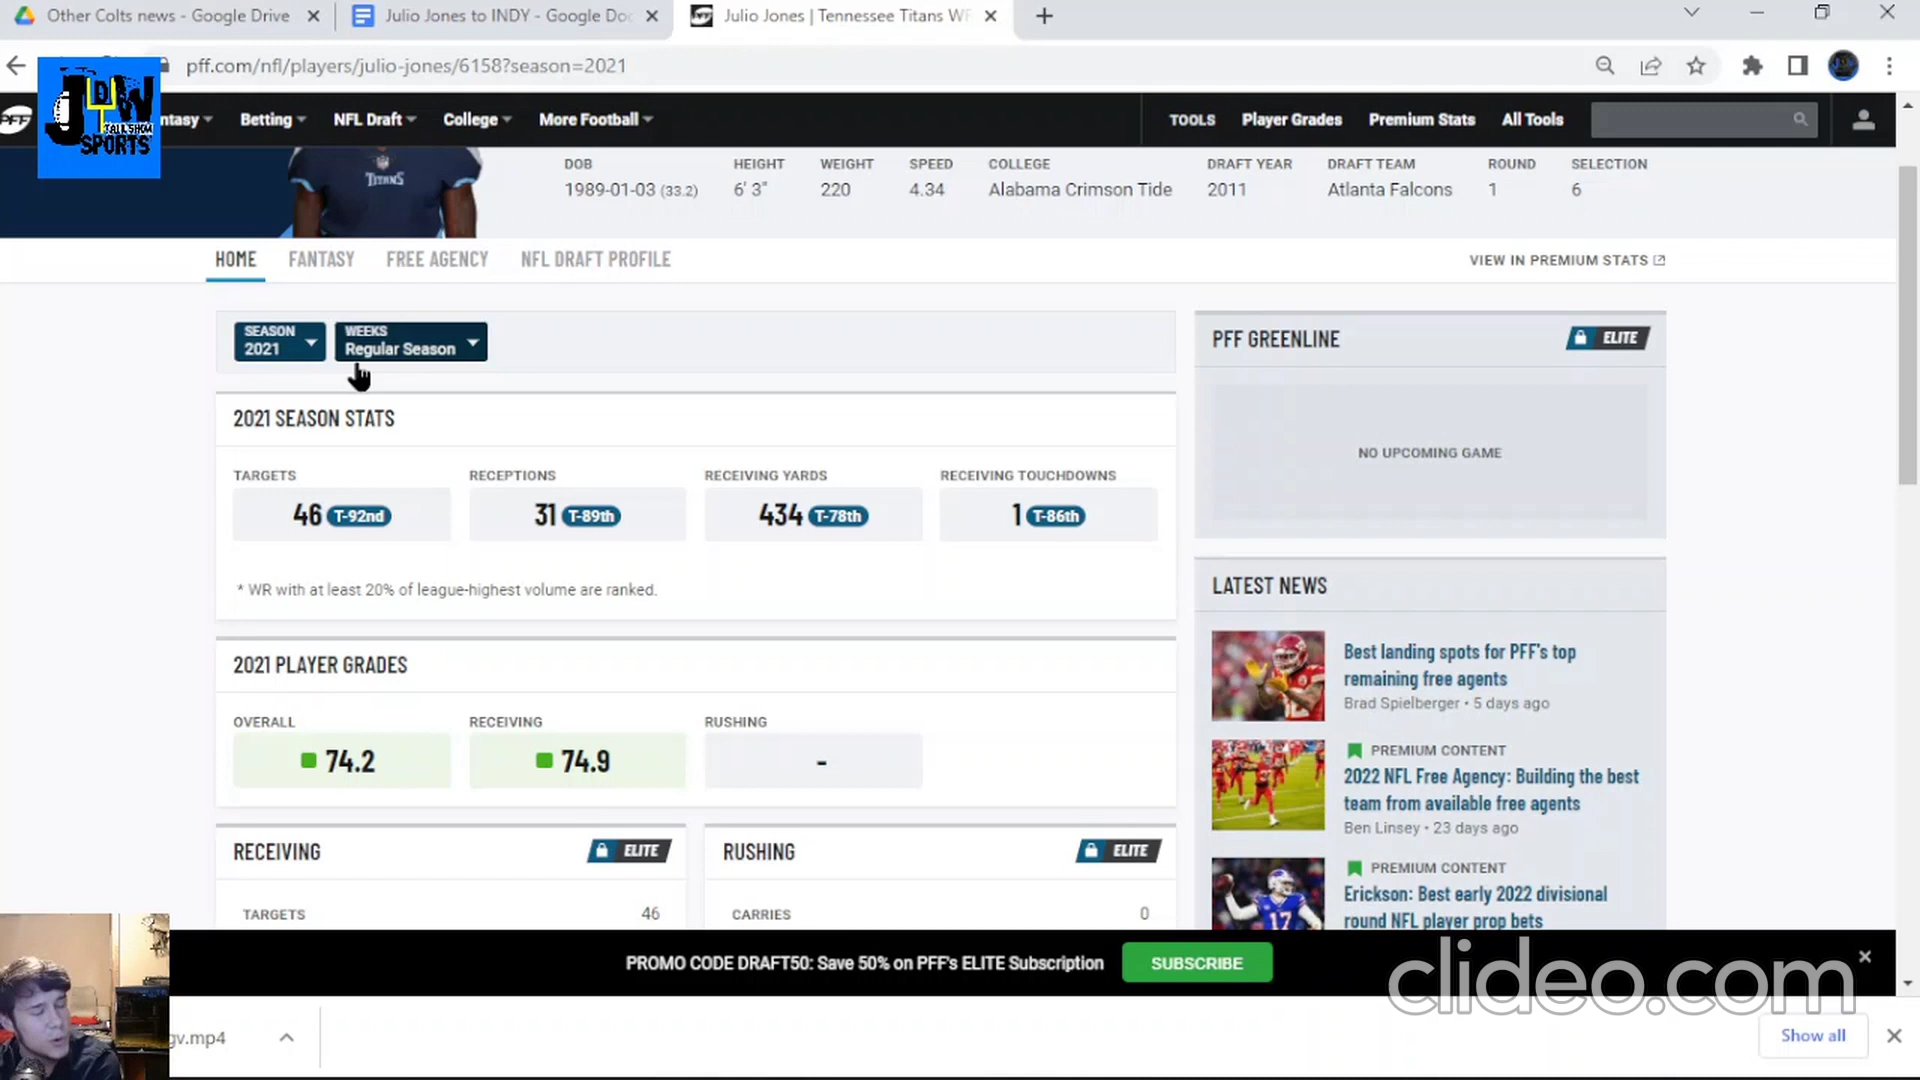 Other Colts news - Google Drive
Julio Jones to INDY - Google Doc
Julio Jones | Tennessee Titans WR
pff.com/nfl/players/julio-jones/6158?season=2021
JDW
TALK SHOW
SPORTS
PFF
ntasy
Betting
NFL Draft
College
More Football
TOOLS
Player Grades
Premium Stats
All Tools
TITANS
DOB
1989-01-03 (33.2)
HEIGHT
6' 3"
WEIGHT
220
SPEED
4.34
COLLEGE
Alabama Crimson Tide
DRAFT YEAR
2011
DRAFT TEAM
Atlanta Falcons
ROUND
1
SELECTION
6
HOME
FANTASY
FREE AGENCY
NFL DRAFT PROFILE
VIEW IN PREMIUM STATS
SEASON
2021
WEEKS
Regular Season
2021 SEASON STATS
TARGETS
46 T-92nd
RECEPTIONS
31 T-89th
RECEIVING YARDS
434 T-78th
RECEIVING TOUCHDOWNS
1 T-86th
* WR with at least 20% of league-highest volume are ranked.
2021 PLAYER GRADES
OVERALL
74.2
RECEIVING
74.9
RUSHING
-
RECEIVING
ELITE
TARGETS 46
RUSHING
ELITE
CARRIES 0
PFF GREENLINE
ELITE
NO UPCOMING GAME
LATEST NEWS
Best landing spots for PFF's top
remaining free agents
Brad Spielberger • 5 days ago
PREMIUM CONTENT
2022 NFL Free Agency: Building the best
team from available free agents
Ben Linsey • 23 days ago
PREMIUM CONTENT
Erickson: Best early 2022 divisional
round NFL player prop bets
17
PROMO CODE DRAFT50: Save 50% on PFF's ELITE Subscription
SUBSCRIBE
clideo.com
gv.mp4
Show all